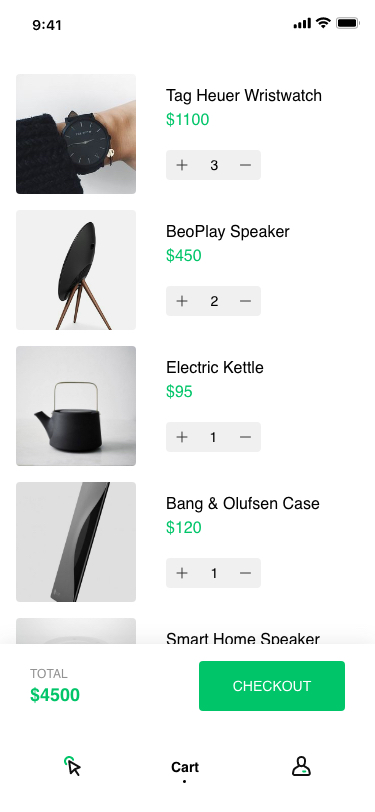 9:41
Tag Heuer Wristwatch
$1100
3
BeoPlay Speaker
$450
2
Electric Kettle
$95
1
Bang & Olufsen Case
$120
1
Smart Home Speaker
TOTAL
$4500
CHECKOUT
Cart